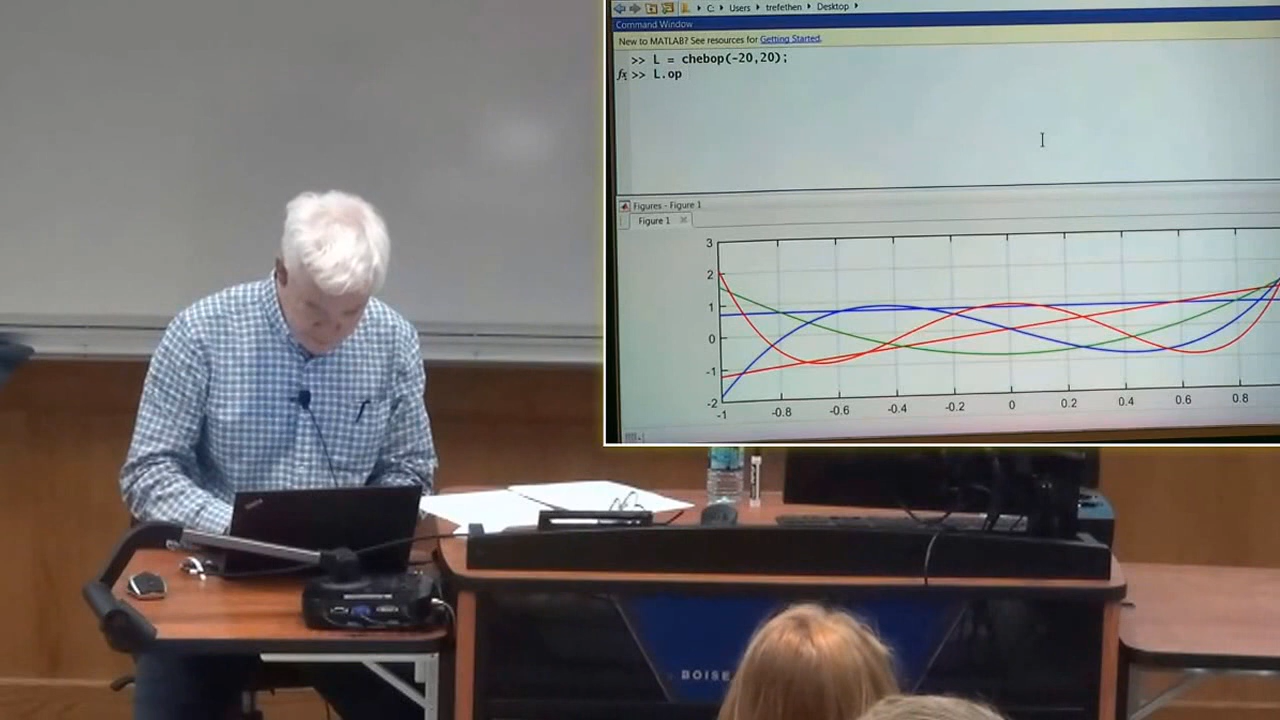 C: Users trefethen Desktop
Command Window
New to MATLAB? See resources for Getting Started.
>> L = chebop(-20,20);
fx >> L.op
Figures - Figure 1
Figure 1
3
2
1
0
-1
-2
-1 -0.8 -0.6 -0.4 -0.2 0 0.2 0.4 0.6 0.8
BOISE